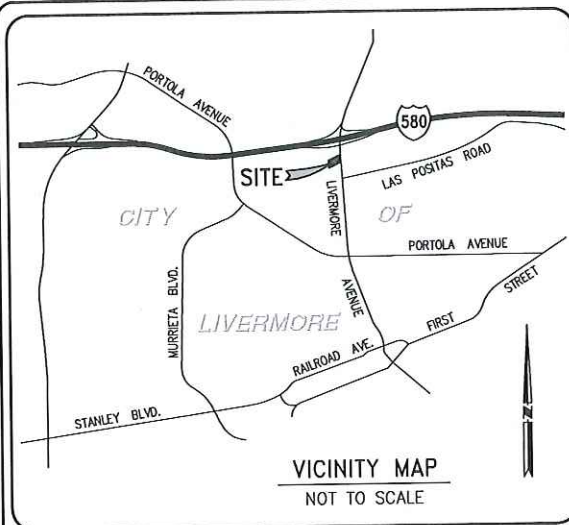 PORTOLA AVENUE
580
SITE
LAS POSITAS ROAD
CITY
OF
LIVERMORE
AVENUE
PORTOLA AVENUE
MURRIETA BLVD.
LIVERMORE
FIRST STREET
RAILROAD AVE.
STANLEY BLVD.
N
VICINITY MAP
NOT TO SCALE